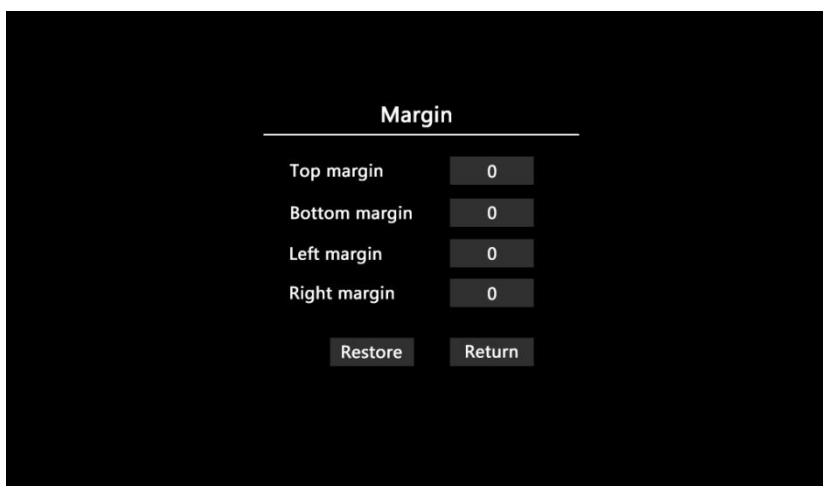 Margin
Top margin 0
Bottom margin 0
Left margin 0
Right margin 0
Restore Return